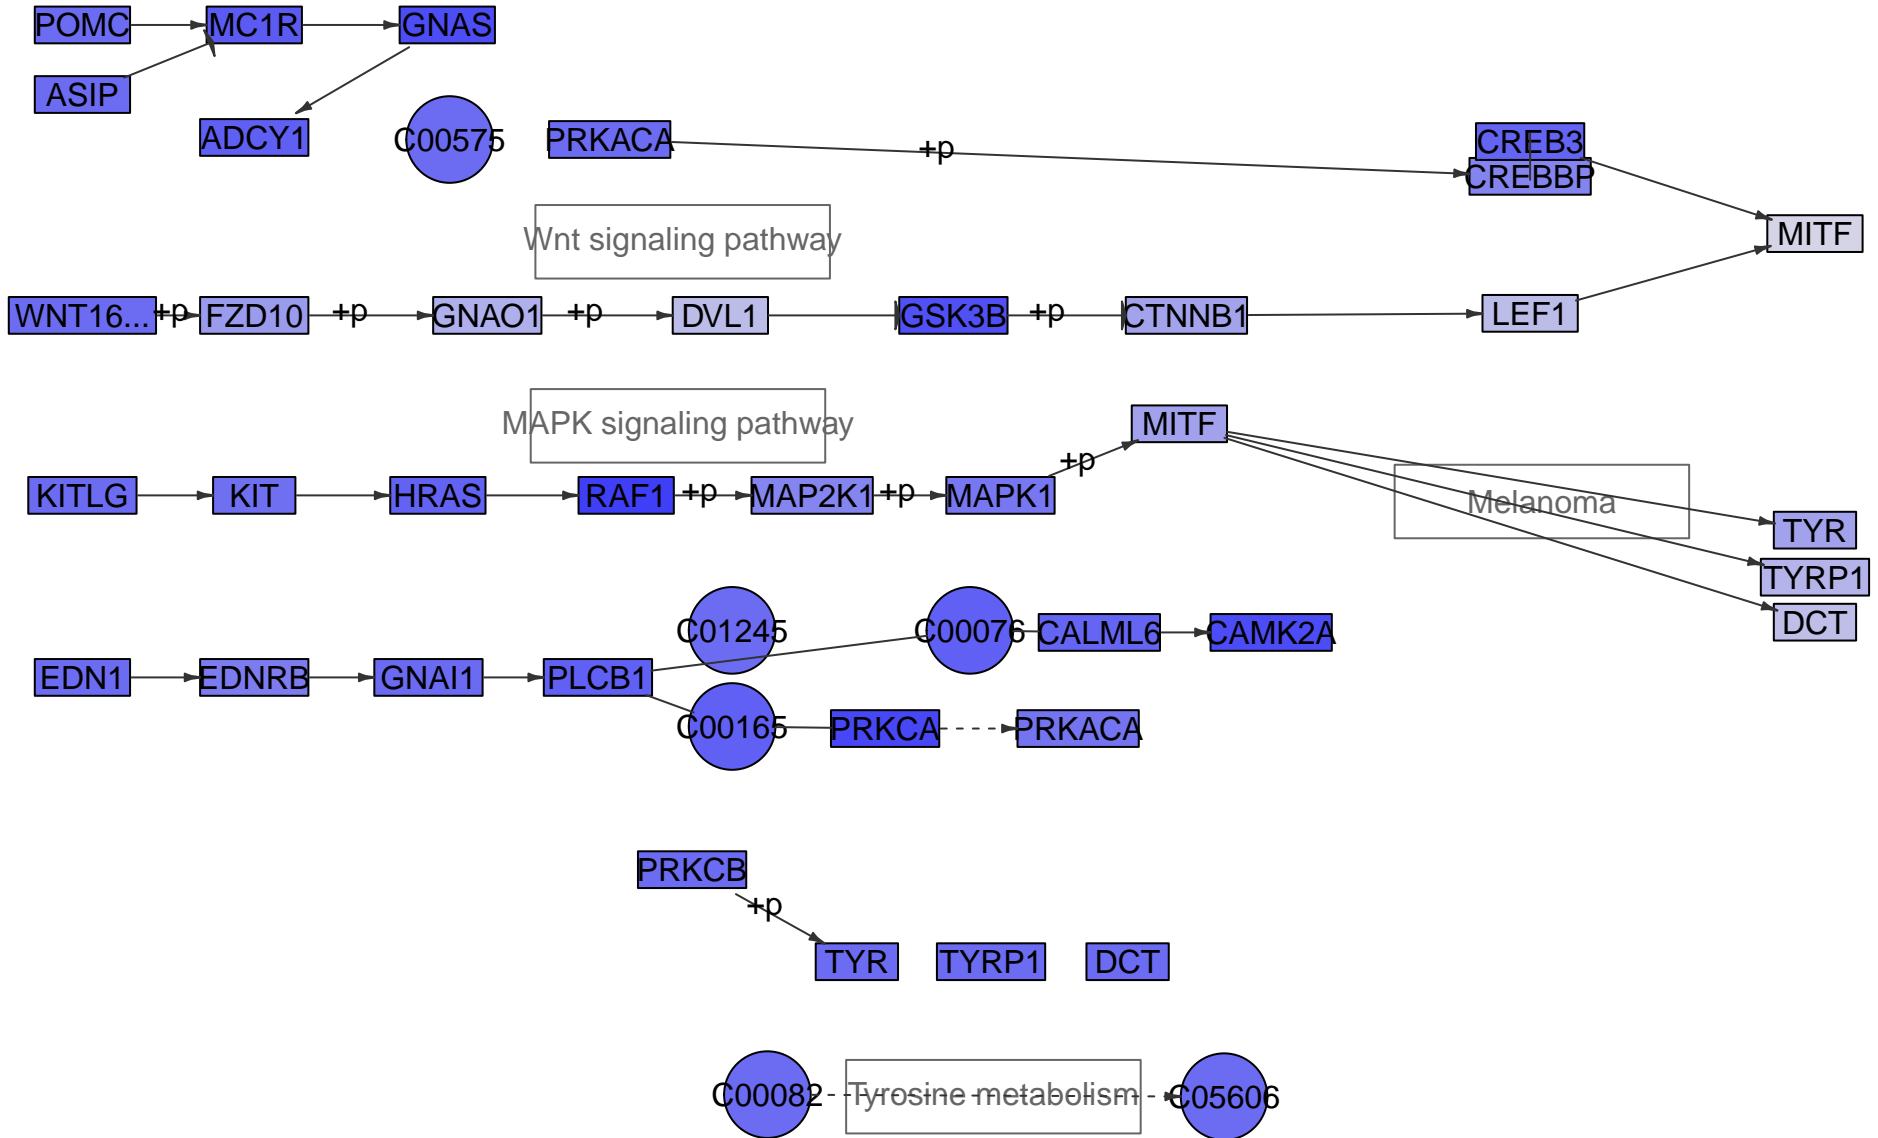 POMC MC1R GNAS
ASIP
ADCY1 C00575 PRKACA +p CREB3
CREBBP
Wnt signaling pathway MITF
WNT16... +p FZD10 +p GNAO1 +p DVL1 GSK3B +p CTNNB1 LEF1
MAPK signaling pathway MITF
+p
KITLG KIT HRAS RAF1 +p MAP2K1 +p MAPK1 Melanoma
TYR
TYRP1
DCT
C01245 C00076 CALML6 CAMK2A
EDN1 EDNRB GNAI1 PLCB1
C00165 PRKCA PRKACA
PRKCB
+p
TYR TYRP1 DCT
C00082 Tyrosine metabolism C05606